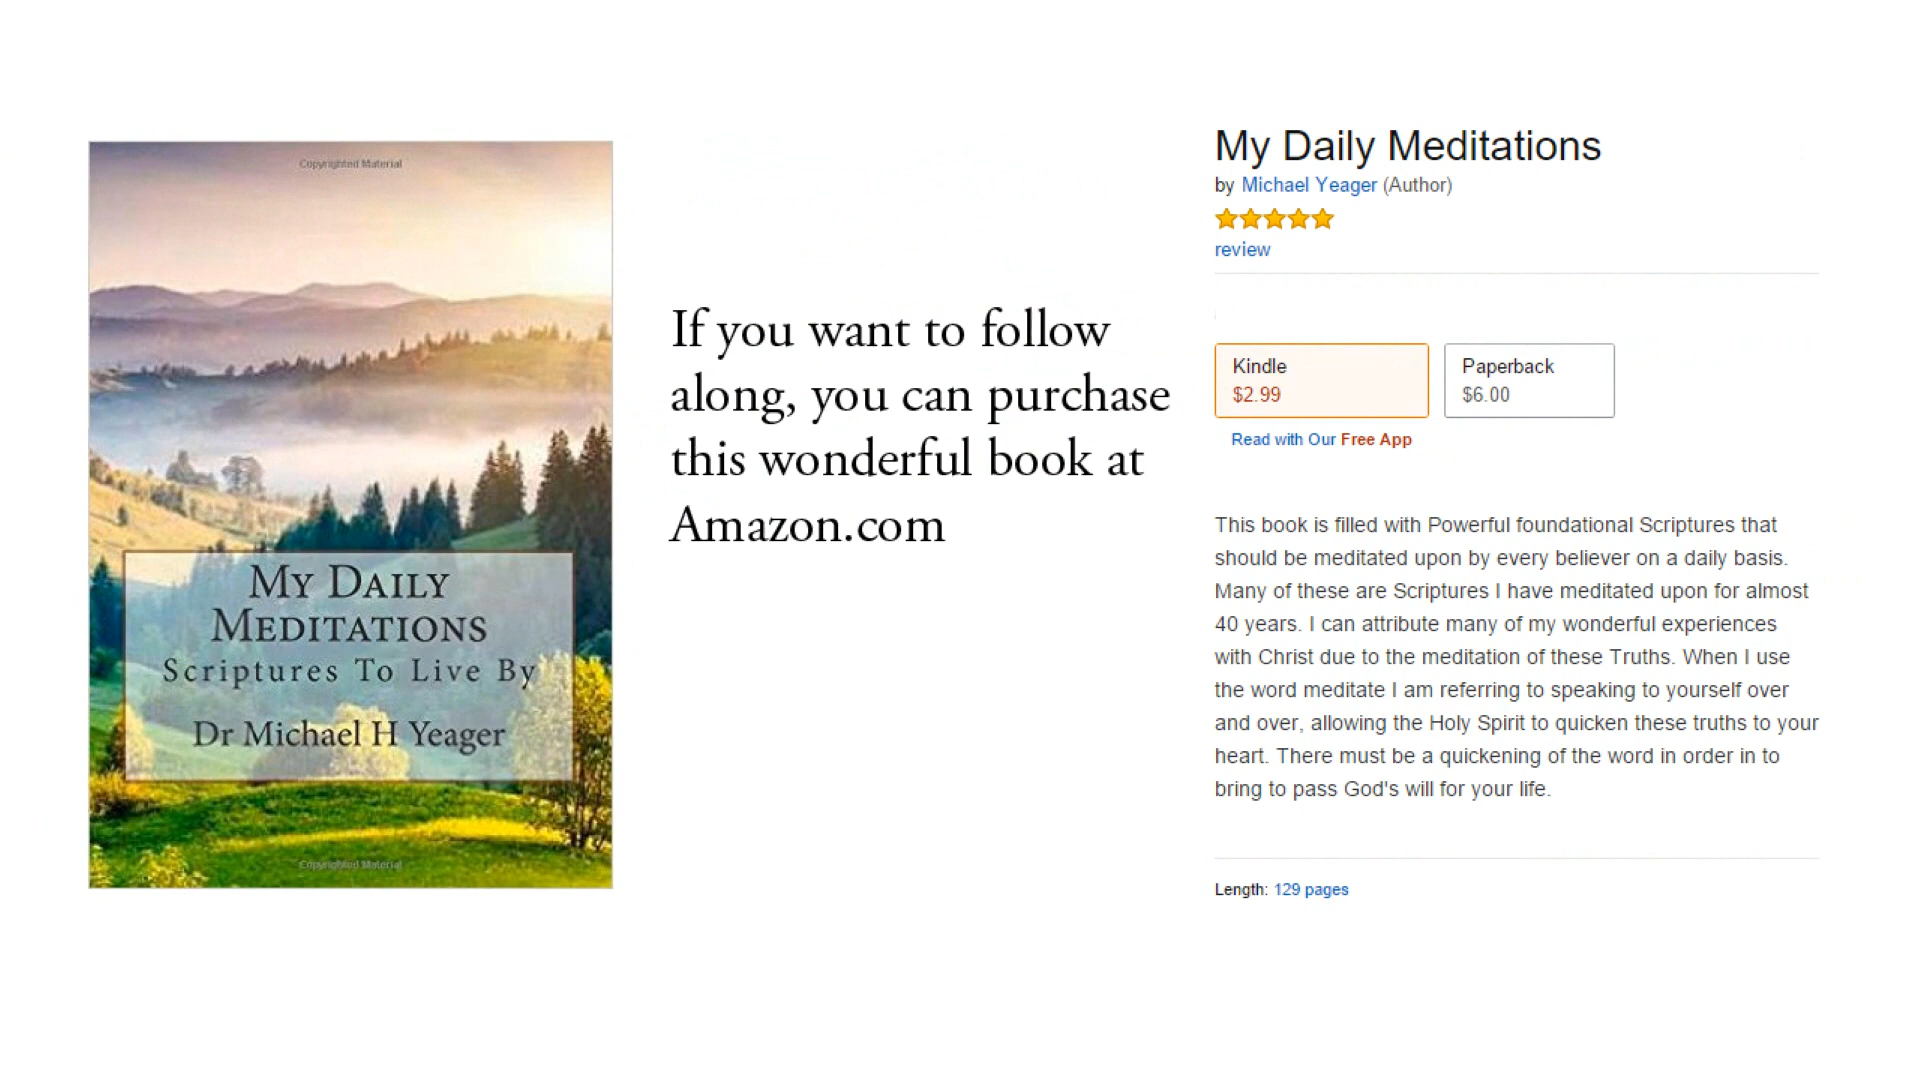 Copyrighted Material
My Daily
Meditations
Scriptures To Live By
Dr Michael H Yeager
Copyrighted Material
If you want to follow
along, you can purchase
this wonderful book at
Amazon.com
My Daily Meditations
by Michael Yeager (Author)
review
Kindle
$2.99
Paperback
$6.00
Read with Our Free App
This book is filled with Powerful foundational Scriptures that
should be meditated upon by every believer on a daily basis.
Many of these are Scriptures I have meditated upon for almost
40 years. I can attribute many of my wonderful experiences
with Christ due to the meditation of these Truths. When I use
the word meditate I am referring to speaking to yourself over
and over, allowing the Holy Spirit to quicken these truths to your
heart. There must be a quickening of the word in order in to
bring to pass God's will for your life.
Length: 129 pages